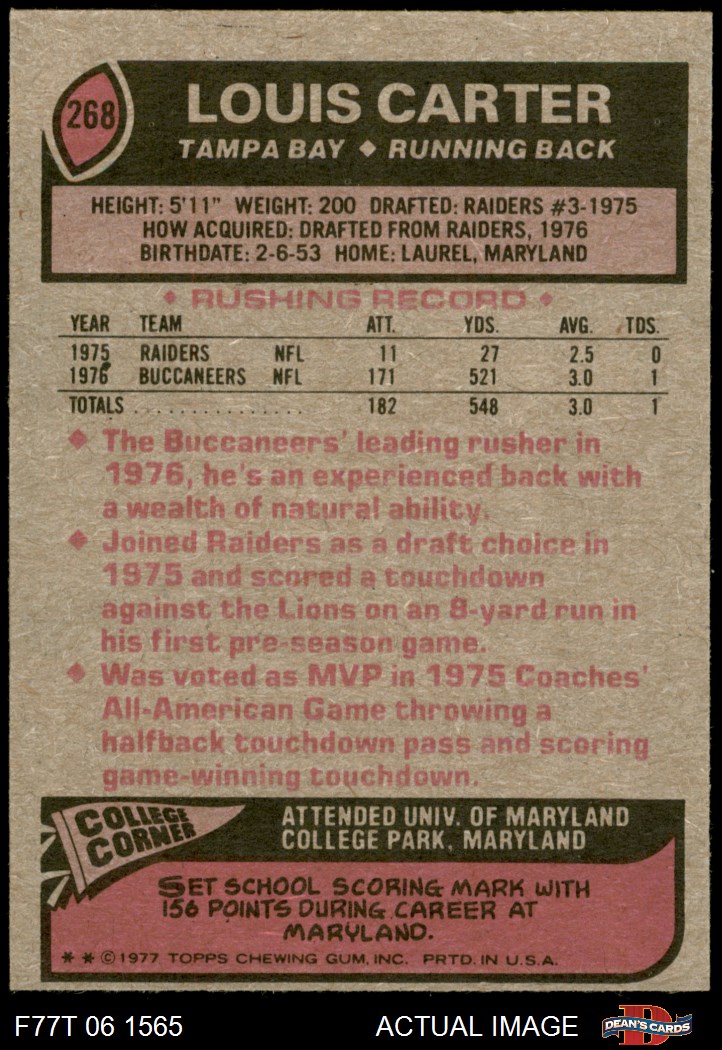 268
LOUIS CARTER
TAMPA BAY ◆ RUNNING BACK
HEIGHT: 5'11" WEIGHT: 200 DRAFTED: RAIDERS #3-1975
HOW ACQUIRED: DRAFTED FROM RAIDERS, 1976
BIRTHDATE: 2-6-53 HOME: LAUREL, MARYLAND
◆ RUSHING RECORD ◆
YEAR TEAM ATT. YDS. AVG. TDS.
1975 RAIDERS NFL 11 27 2.5 0
1976 BUCCANEERS NFL 171 521 3.0 1
TOTALS . . . . . . . . . . . . . . . 182 548 3.0 1
◆ The Buccaneers' leading rusher in
1976, he's an experienced back with
a wealth of natural ability.
◆ Joined Raiders as a draft choice in
1975 and scored a touchdown
against the Lions on an 8-yard run in
his first pre-season game.
◆ Was voted as MVP in 1975 Coaches'
All-American Game throwing a
halfback touchdown pass and scoring
game-winning touchdown.
COLLEGE
CORNER
ATTENDED UNIV. OF MARYLAND
COLLEGE PARK, MARYLAND
SET SCHOOL SCORING MARK WITH
156 POINTS DURING CAREER AT
MARYLAND.
* * © 1977 TOPPS CHEWING GUM, INC. PRTD. IN U.S.A.
F77T 06 1565 ACTUAL IMAGE DEAN'S CARDS